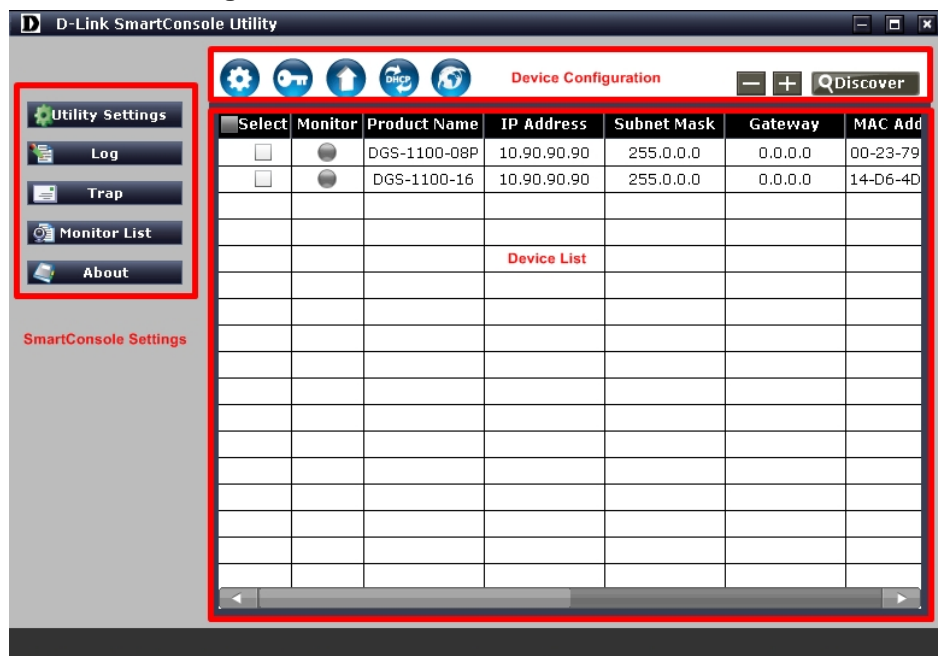 D D-Link SmartConsole Utility
DHCP Device Configuration Discover
Utility Settings
Log
Trap
Monitor List
About
SmartConsole Settings
Select Monitor Product Name IP Address Subnet Mask Gateway MAC Add
DGS-1100-08P 10.90.90.90 255.0.0.0 0.0.0.0 00-23-79
DGS-1100-16 10.90.90.90 255.0.0.0 0.0.0.0 14-D6-4D
Device List